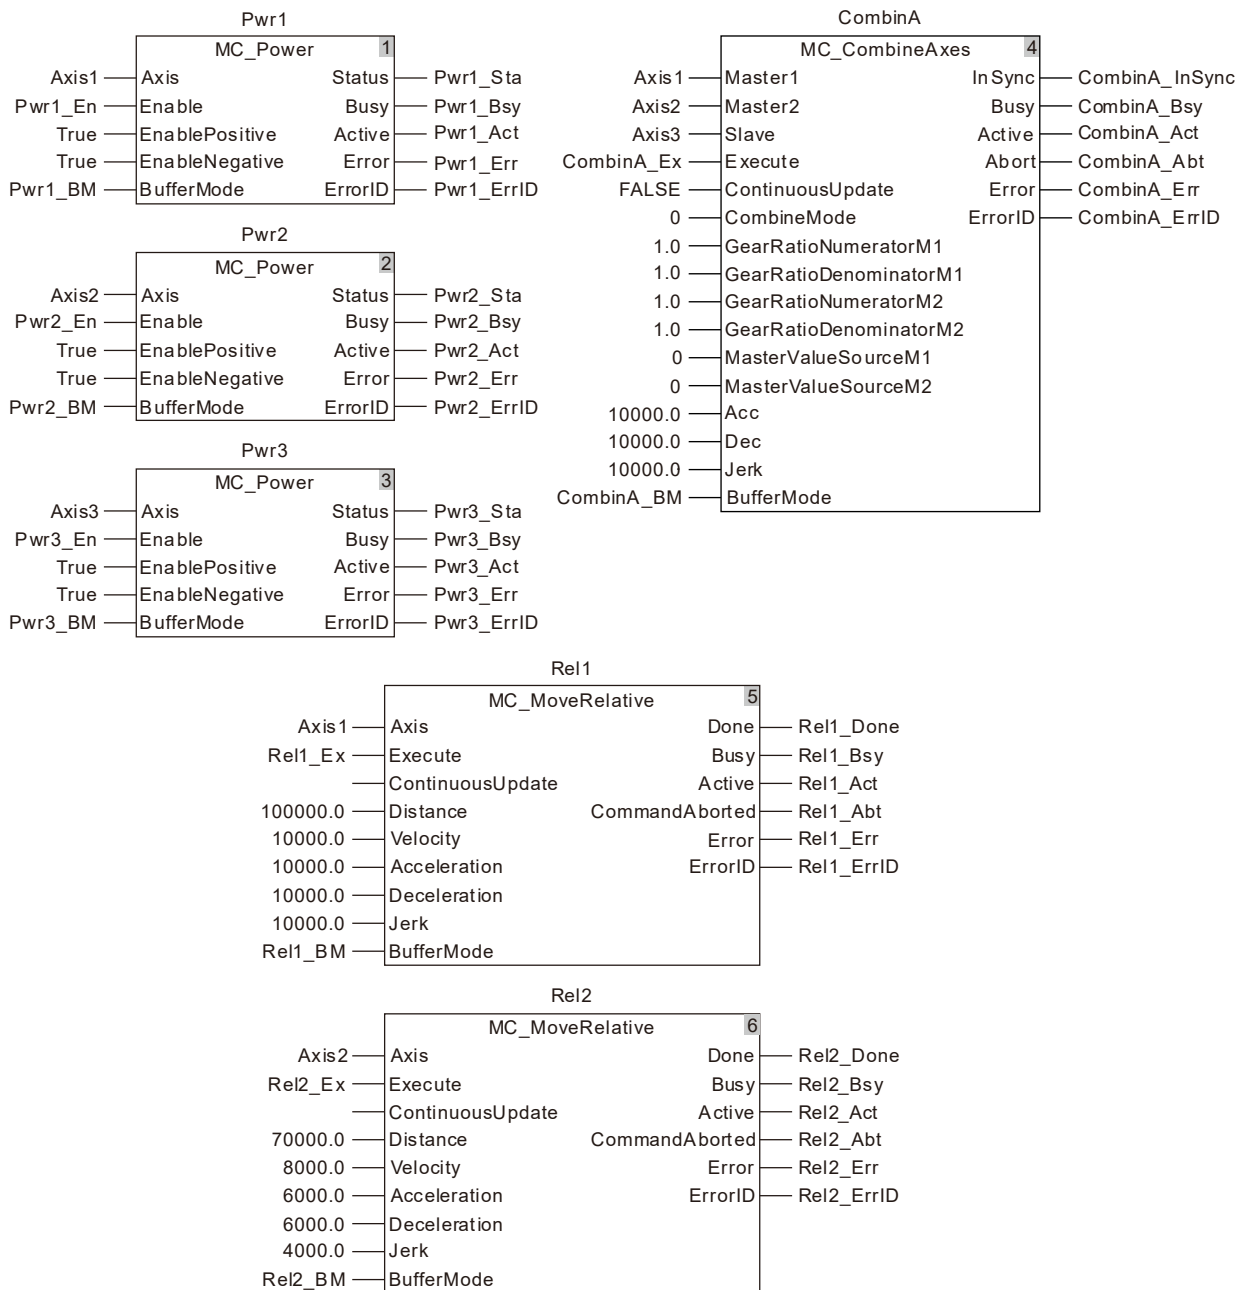 Pwr1
MC_Power 1
Axis1 Axis Status Pwr1_Sta
Pwr1_En Enable Busy Pwr1_Bsy
True EnablePositive Active Pwr1_Act
True EnableNegative Error Pwr1_Err
Pwr1_BM BufferMode ErrorID Pwr1_ErrID
Pwr2
MC_Power 2
Axis2 Axis Status Pwr2_Sta
Pwr2_En Enable Busy Pwr2_Bsy
True EnablePositive Active Pwr2_Act
True EnableNegative Error Pwr2_Err
Pwr2_BM BufferMode ErrorID Pwr2_ErrID
Pwr3
MC_Power 3
Axis3 Axis Status Pwr3_Sta
Pwr3_En Enable Busy Pwr3_Bsy
True EnablePositive Active Pwr3_Act
True EnableNegative Error Pwr3_Err
Pwr3_BM BufferMode ErrorID Pwr3_ErrID
CombinA
MC_CombineAxes 4
Axis1 Master1 InSync CombinA_InSync
Axis2 Master2 Busy CombinA_Bsy
Axis3 Slave Active CombinA_Act
CombinA_Ex Execute Abort CombinA_Abt
FALSE ContinuousUpdate Error CombinA_Err
0 CombineMode ErrorID CombinA_ErrID
1.0 GearRatioNumeratorM1
1.0 GearRatioDenominatorM1
1.0 GearRatioNumeratorM2
1.0 GearRatioDenominatorM2
0 MasterValueSourceM1
0 MasterValueSourceM2
10000.0 Acc
10000.0 Dec
10000.0 Jerk
CombinA_BM BufferMode
Rel1
MC_MoveRelative 5
Axis1 Axis Done Rel1_Done
Rel1_Ex Execute Busy Rel1_Bsy
ContinuousUpdate Active Rel1_Act
100000.0 Distance CommandAborted Rel1_Abt
10000.0 Velocity Error Rel1_Err
10000.0 Acceleration ErrorID Rel1_ErrID
10000.0 Deceleration
10000.0 Jerk
Rel1_BM BufferMode
Rel2
MC_MoveRelative 6
Axis2 Axis Done Rel2_Done
Rel2_Ex Execute Busy Rel2_Bsy
ContinuousUpdate Active Rel2_Act
70000.0 Distance CommandAborted Rel2_Abt
8000.0 Velocity Error Rel2_Err
6000.0 Acceleration ErrorID Rel2_ErrID
6000.0 Deceleration
4000.0 Jerk
Rel2_BM BufferMode